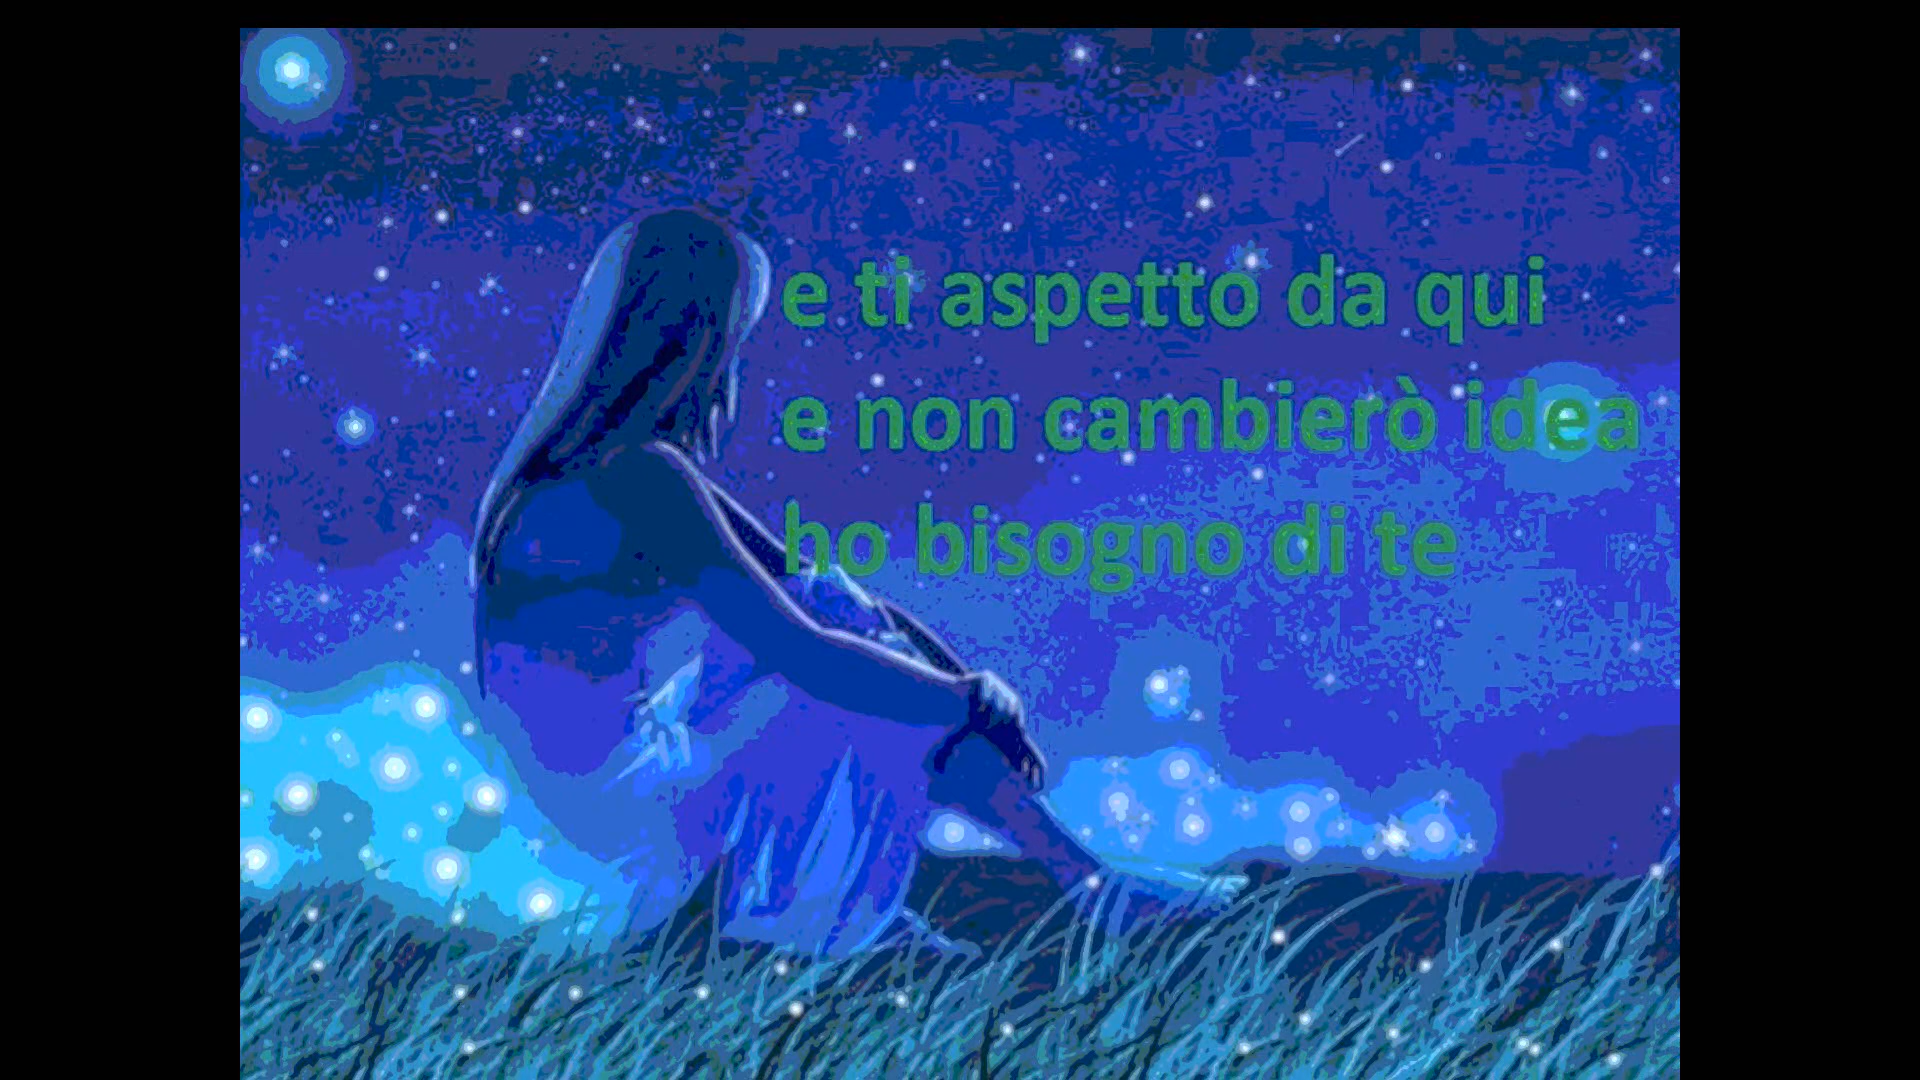 e ti aspetto da qui
e non cambierò idea
ho bisogno di te